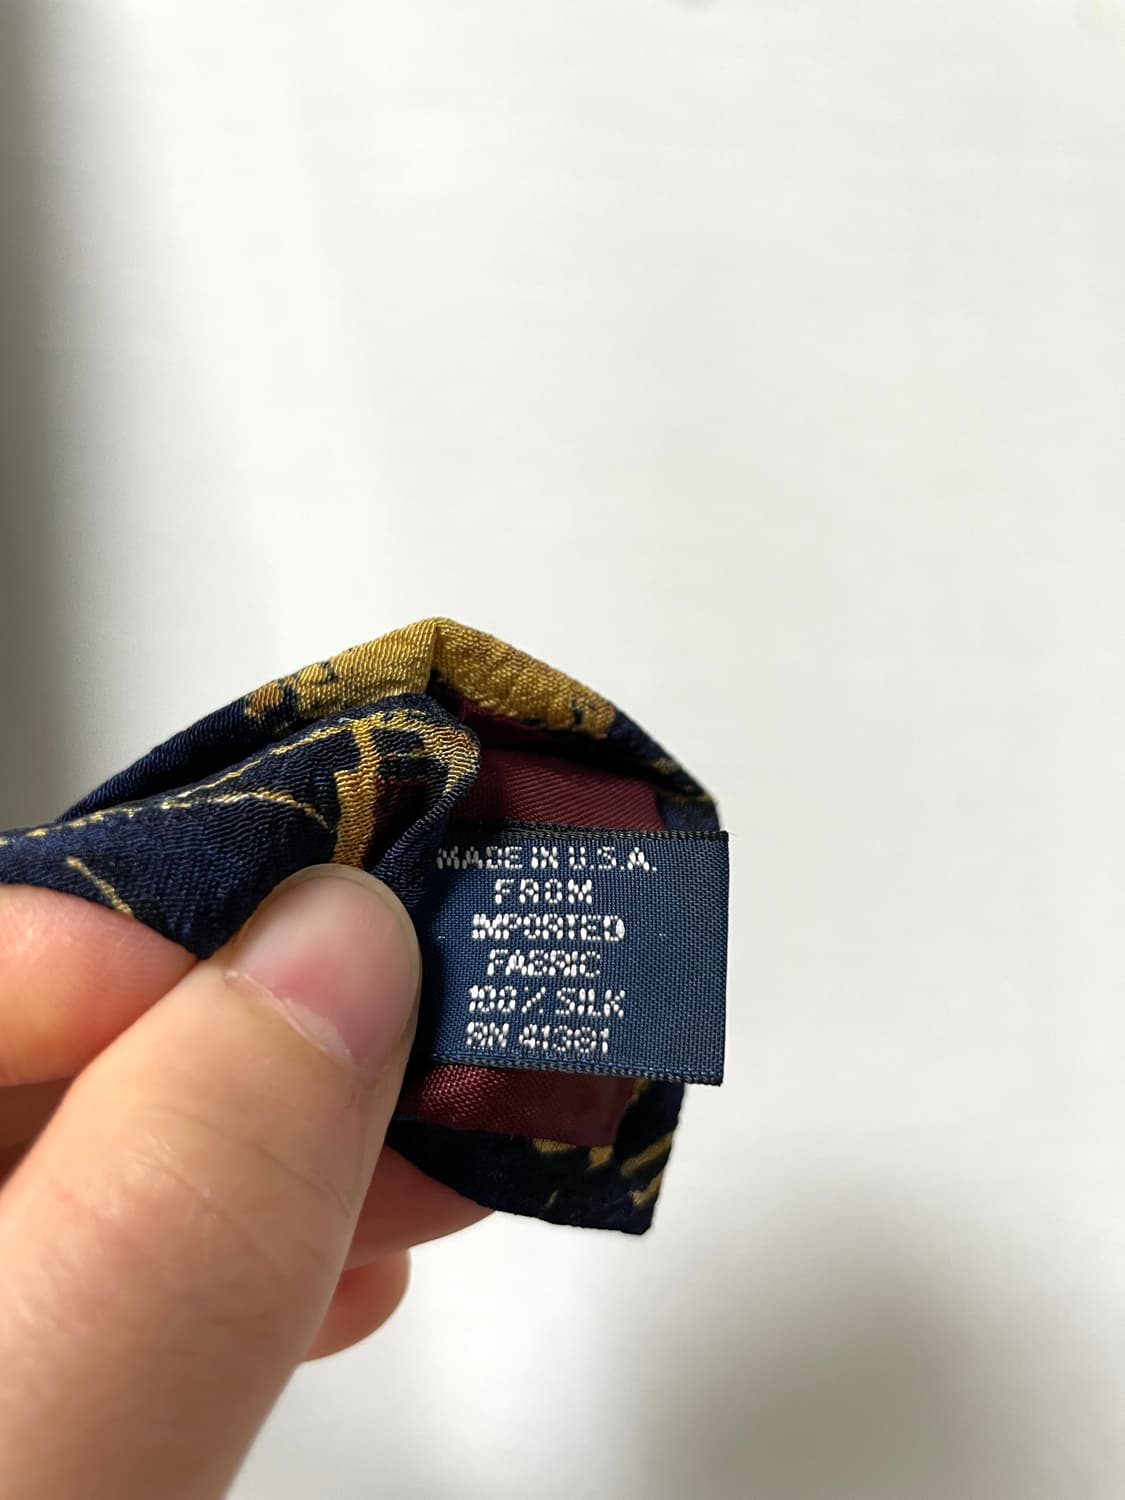 MADE IN U.S.A.
FROM
IMPORTED
FABRIC
100% SILK
RN 41381